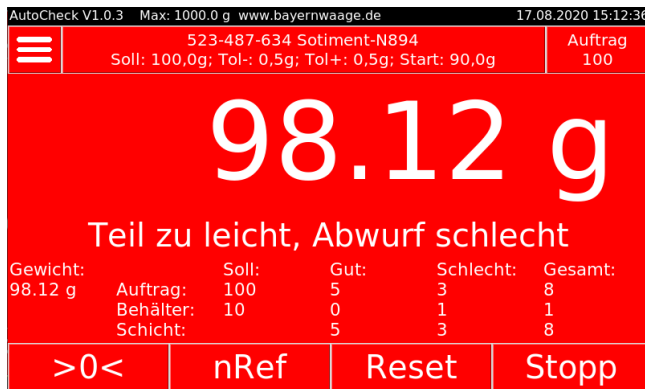 AutoCheck V1.0.3 Max: 1000.0 g www.bayernwaage.de 17.08.2020 15:12:36
523-487-634 Sotiment-N894
Soll: 100,0g; Tol-: 0,5g; Tol+: 0,5g; Start: 90,0g
Auftrag
100
98.12 g
Teil zu leicht, Abwurf schlecht
Gewicht: Soll: Gut: Schlecht: Gesamt:
98.12 g Auftrag: 100 5 3 8
Behälter: 10 0 1 1
Schicht: 5 3 8
>0< nRef Reset Stopp